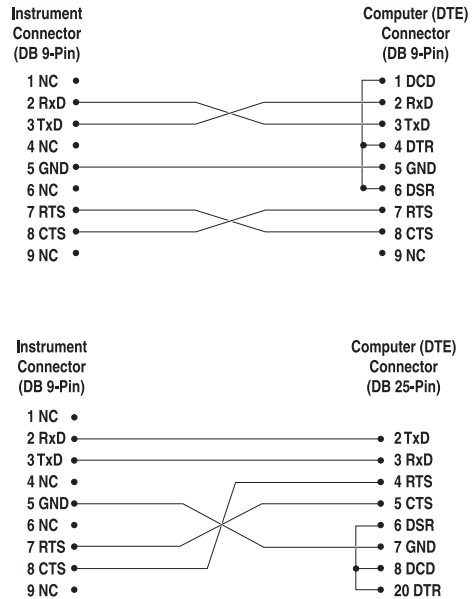 Instrument
Connector
(DB 9-Pin)
Computer (DTE)
Connector
(DB 9-Pin)
1 NC
1 DCD
2 RxD
2 RxD
3 TxD
3 TxD
4 NC
4 DTR
5 GND
5 GND
6 NC
6 DSR
7 RTS
7 RTS
8 CTS
8 CTS
9 NC
9 NC
Instrument
Connector
(DB 9-Pin)
Computer (DTE)
Connector
(DB 25-Pin)
1 NC
2 RxD
2 TxD
3 TxD
3 RxD
4 NC
4 RTS
5 GND
5 CTS
6 NC
6 DSR
7 RTS
7 GND
8 CTS
8 DCD
9 NC
20 DTR